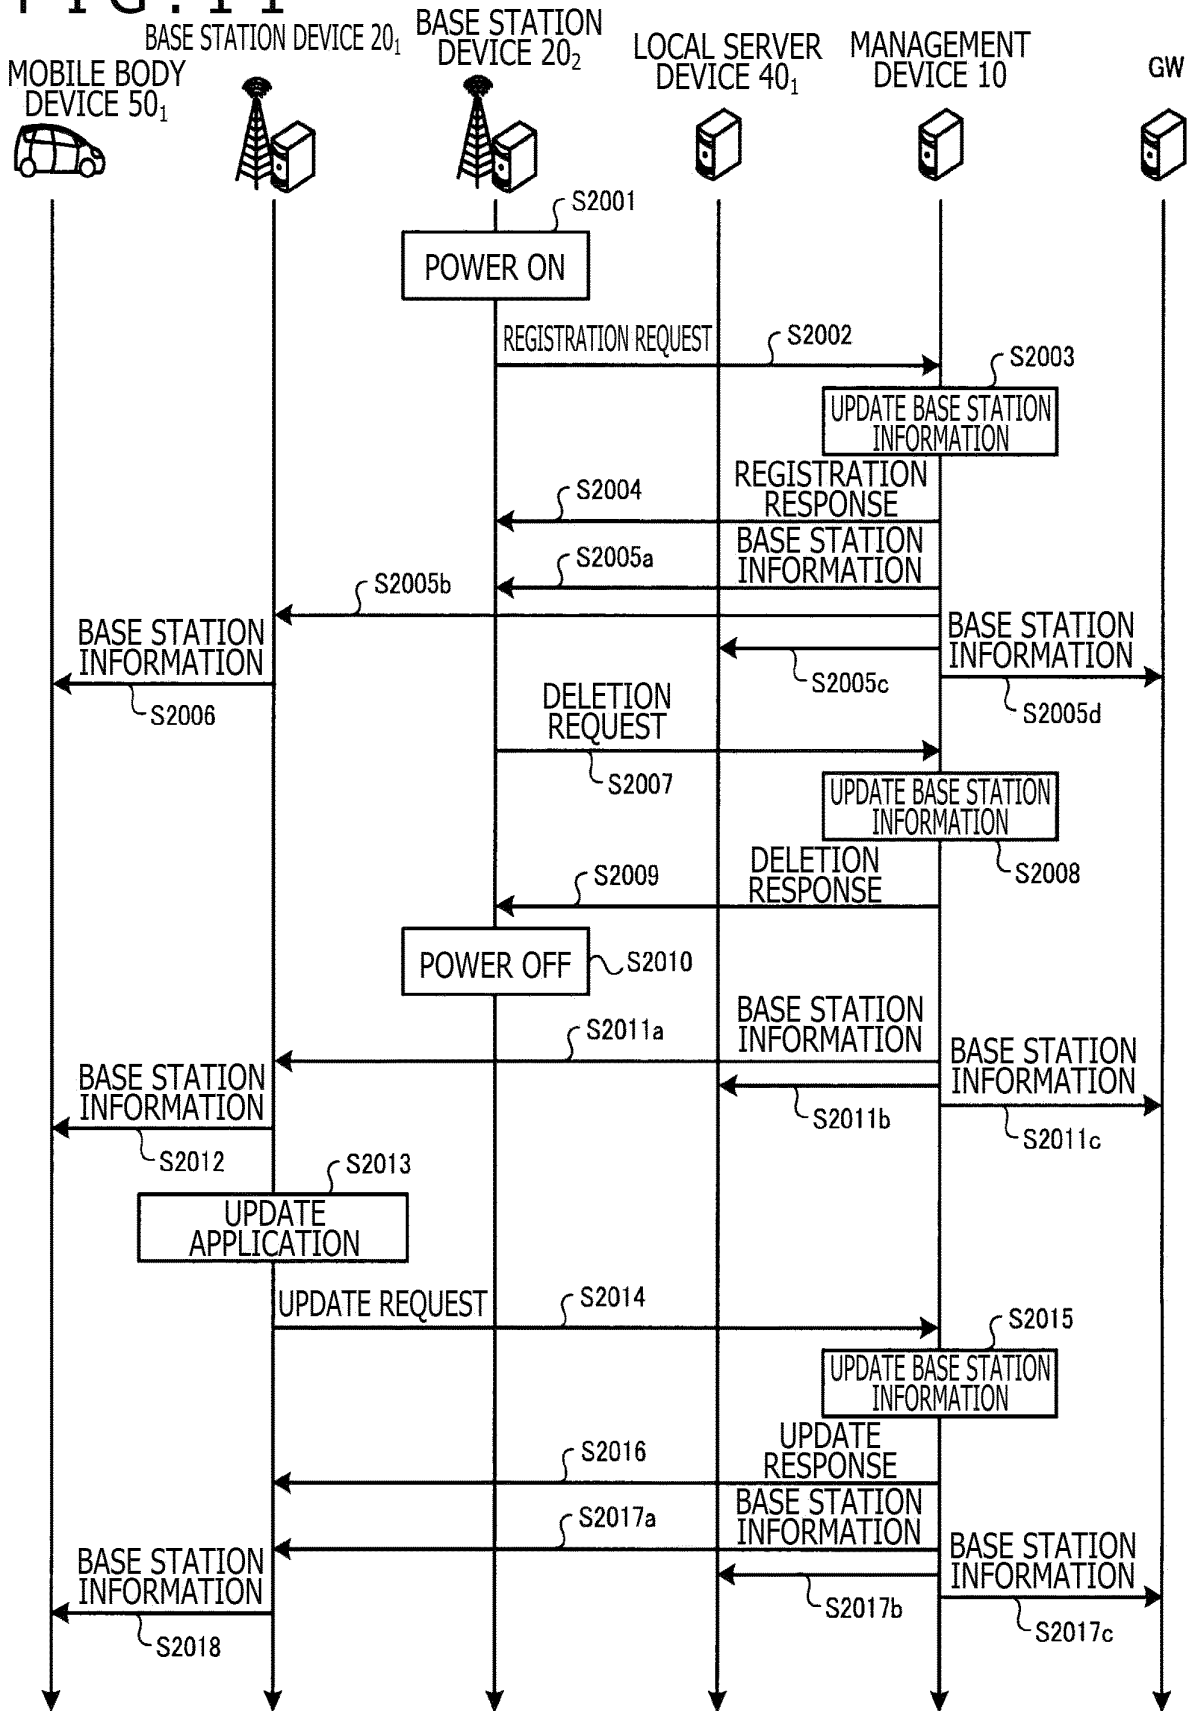 FIG.11
BASE STATION DEVICE 20₁
BASE STATION
DEVICE 20₂
MOBILE BODY
DEVICE 50₁
LOCAL SERVER
DEVICE 40₁
MANAGEMENT
DEVICE 10
GW
S2001
POWER ON
REGISTRATION REQUEST
S2002
S2003
UPDATE BASE STATION
INFORMATION
REGISTRATION
RESPONSE
S2004
BASE STATION
INFORMATION
S2005a
S2005b
BASE STATION
INFORMATION
S2006
S2005c
BASE STATION
INFORMATION
S2005d
DELETION
REQUEST
S2007
UPDATE BASE STATION
INFORMATION
S2008
DELETION
RESPONSE
S2009
POWER OFF
S2010
BASE STATION
INFORMATION
S2011a
S2011b
BASE STATION
INFORMATION
S2011c
BASE STATION
INFORMATION
S2012
S2013
UPDATE
APPLICATION
UPDATE REQUEST
S2014
S2015
UPDATE BASE STATION
INFORMATION
UPDATE
RESPONSE
S2016
BASE STATION
INFORMATION
S2017a
S2017b
BASE STATION
INFORMATION
S2017c
BASE STATION
INFORMATION
S2018